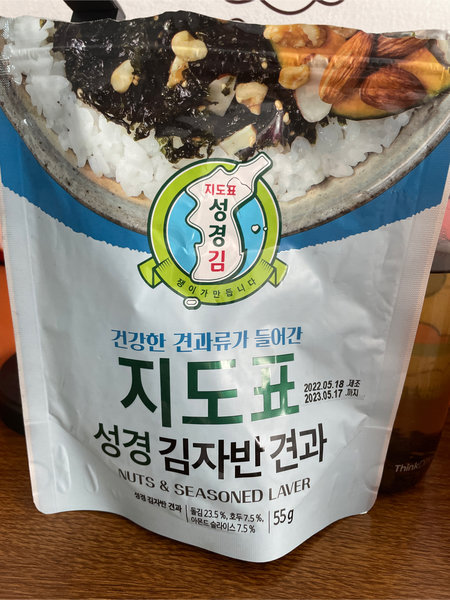 지도표
성경
김
쟁이가만듭니다
건강한 견과류가 들어간
지도표
2022.05.18 .제조
2023.05.17 .까지
성경 김자반 견과
NUTS & SEASONED LAVER
성경 김자반 견과
돌김 23.5 %, 호두 7.5 %,
아몬드 슬라이스 7.5 %
55g
Think